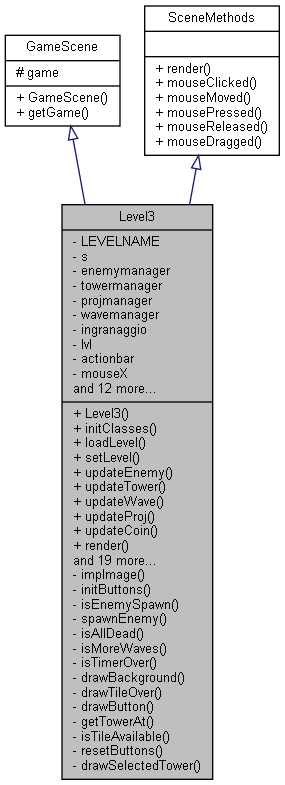 GameScene
# game
+ GameScene()
+ getGame()
SceneMethods
+ render()
+ mouseClicked()
+ mouseMoved()
+ mousePressed()
+ mouseReleased()
+ mouseDragged()
Level3
- LEVELNAME
- s
- enemymanager
- towermanager
- projmanager
- wavemanager
- ingranaggio
- lvl
- actionbar
- mouseX
and 12 more...
+ Level3()
+ initClasses()
+ loadLevel()
+ setLevel()
+ updateEnemy()
+ updateTower()
+ updateWave()
+ updateProj()
+ updateCoin()
+ render()
and 19 more...
- impImage()
- initButtons()
- isEnemySpawn()
- spawnEnemy()
- isAllDead()
- isMoreWaves()
- isTimerOver()
- drawBackground()
- drawTileOver()
- drawButton()
- getTowerAt()
- isTileAvailable()
- resetButtons()
- drawSelectedTower()